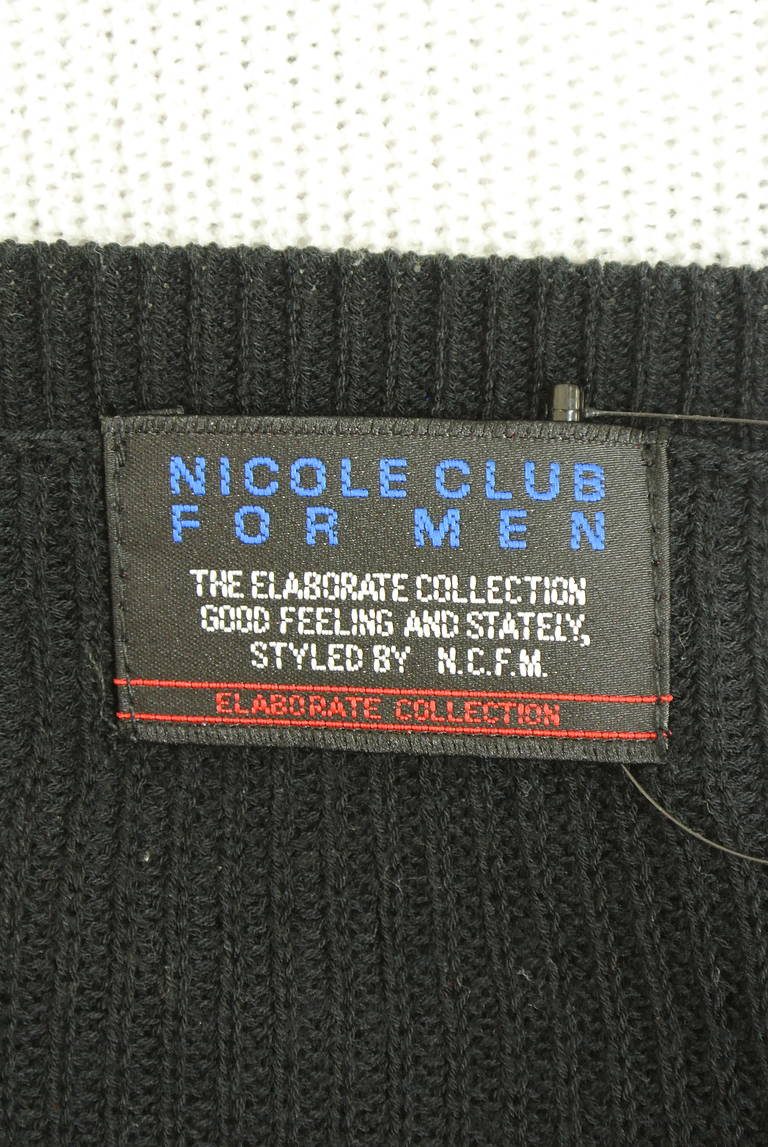 NICOLE CLUB
FOR MEN
THE ELABORATE COLLECTION
GOOD FEELING AND STATELY,
STYLED BY N.C.F.M.
ELABORATE COLLECTION